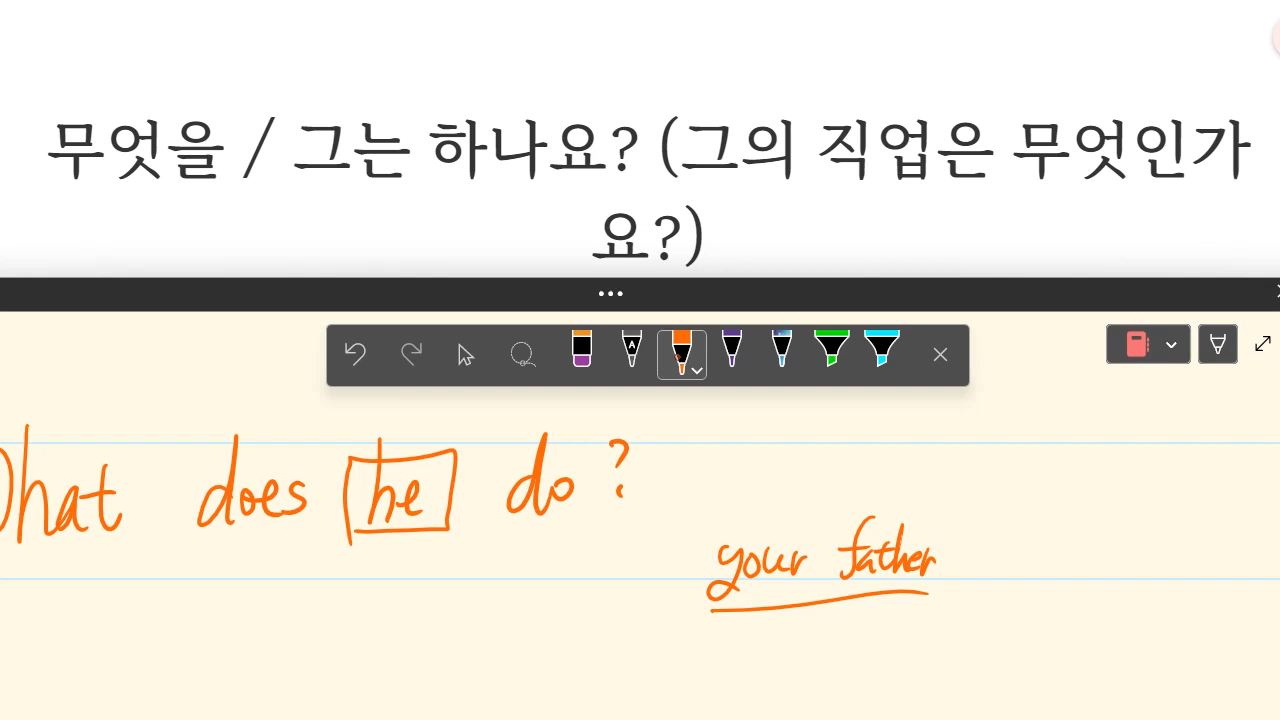 무엇을 / 그는 하나요? (그의 직업은 무엇인가
요?)
What does he do?
your father